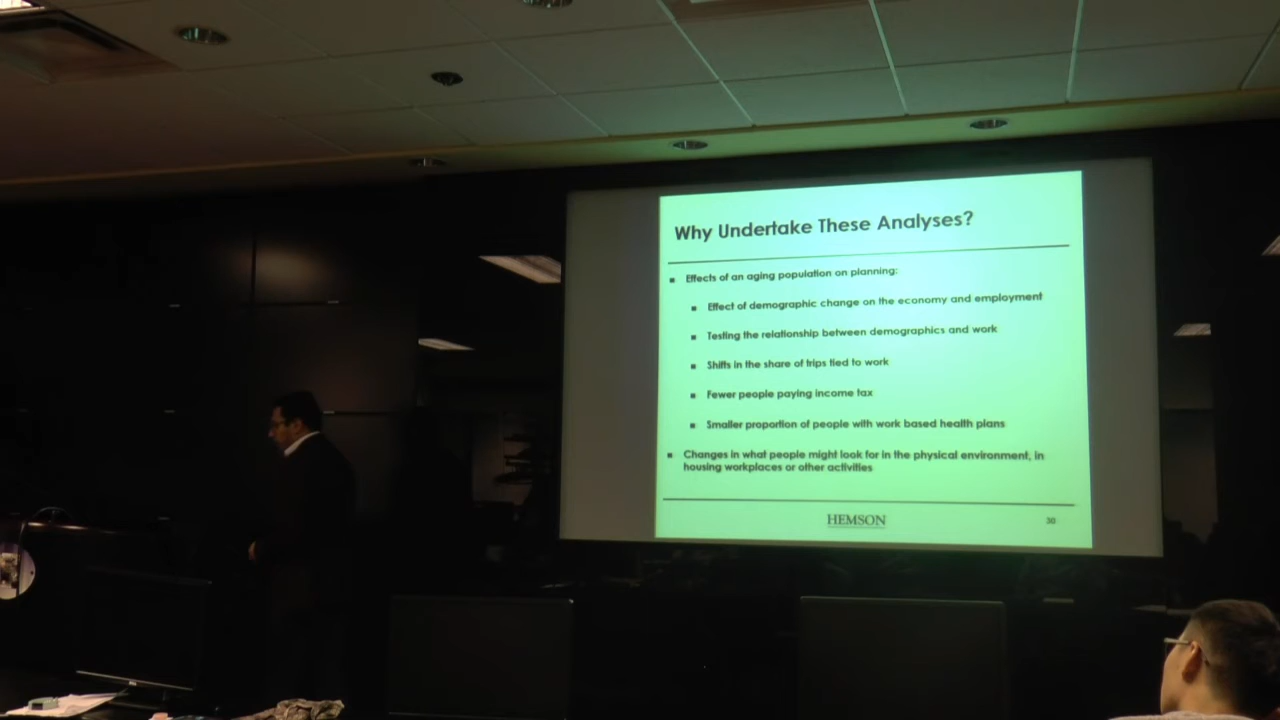 Why Undertake These Analyses?
Effects of an aging population on planning:
Effect of demographic change on the economy and employment
Testing the relationship between demographics and work
Shifts in the share of trips tied to work
Fewer people paying income tax
Smaller proportion of people with work based health plans
Changes in what people might look for in the physical environment, in
housing workplaces or other activities
HEMSON
30